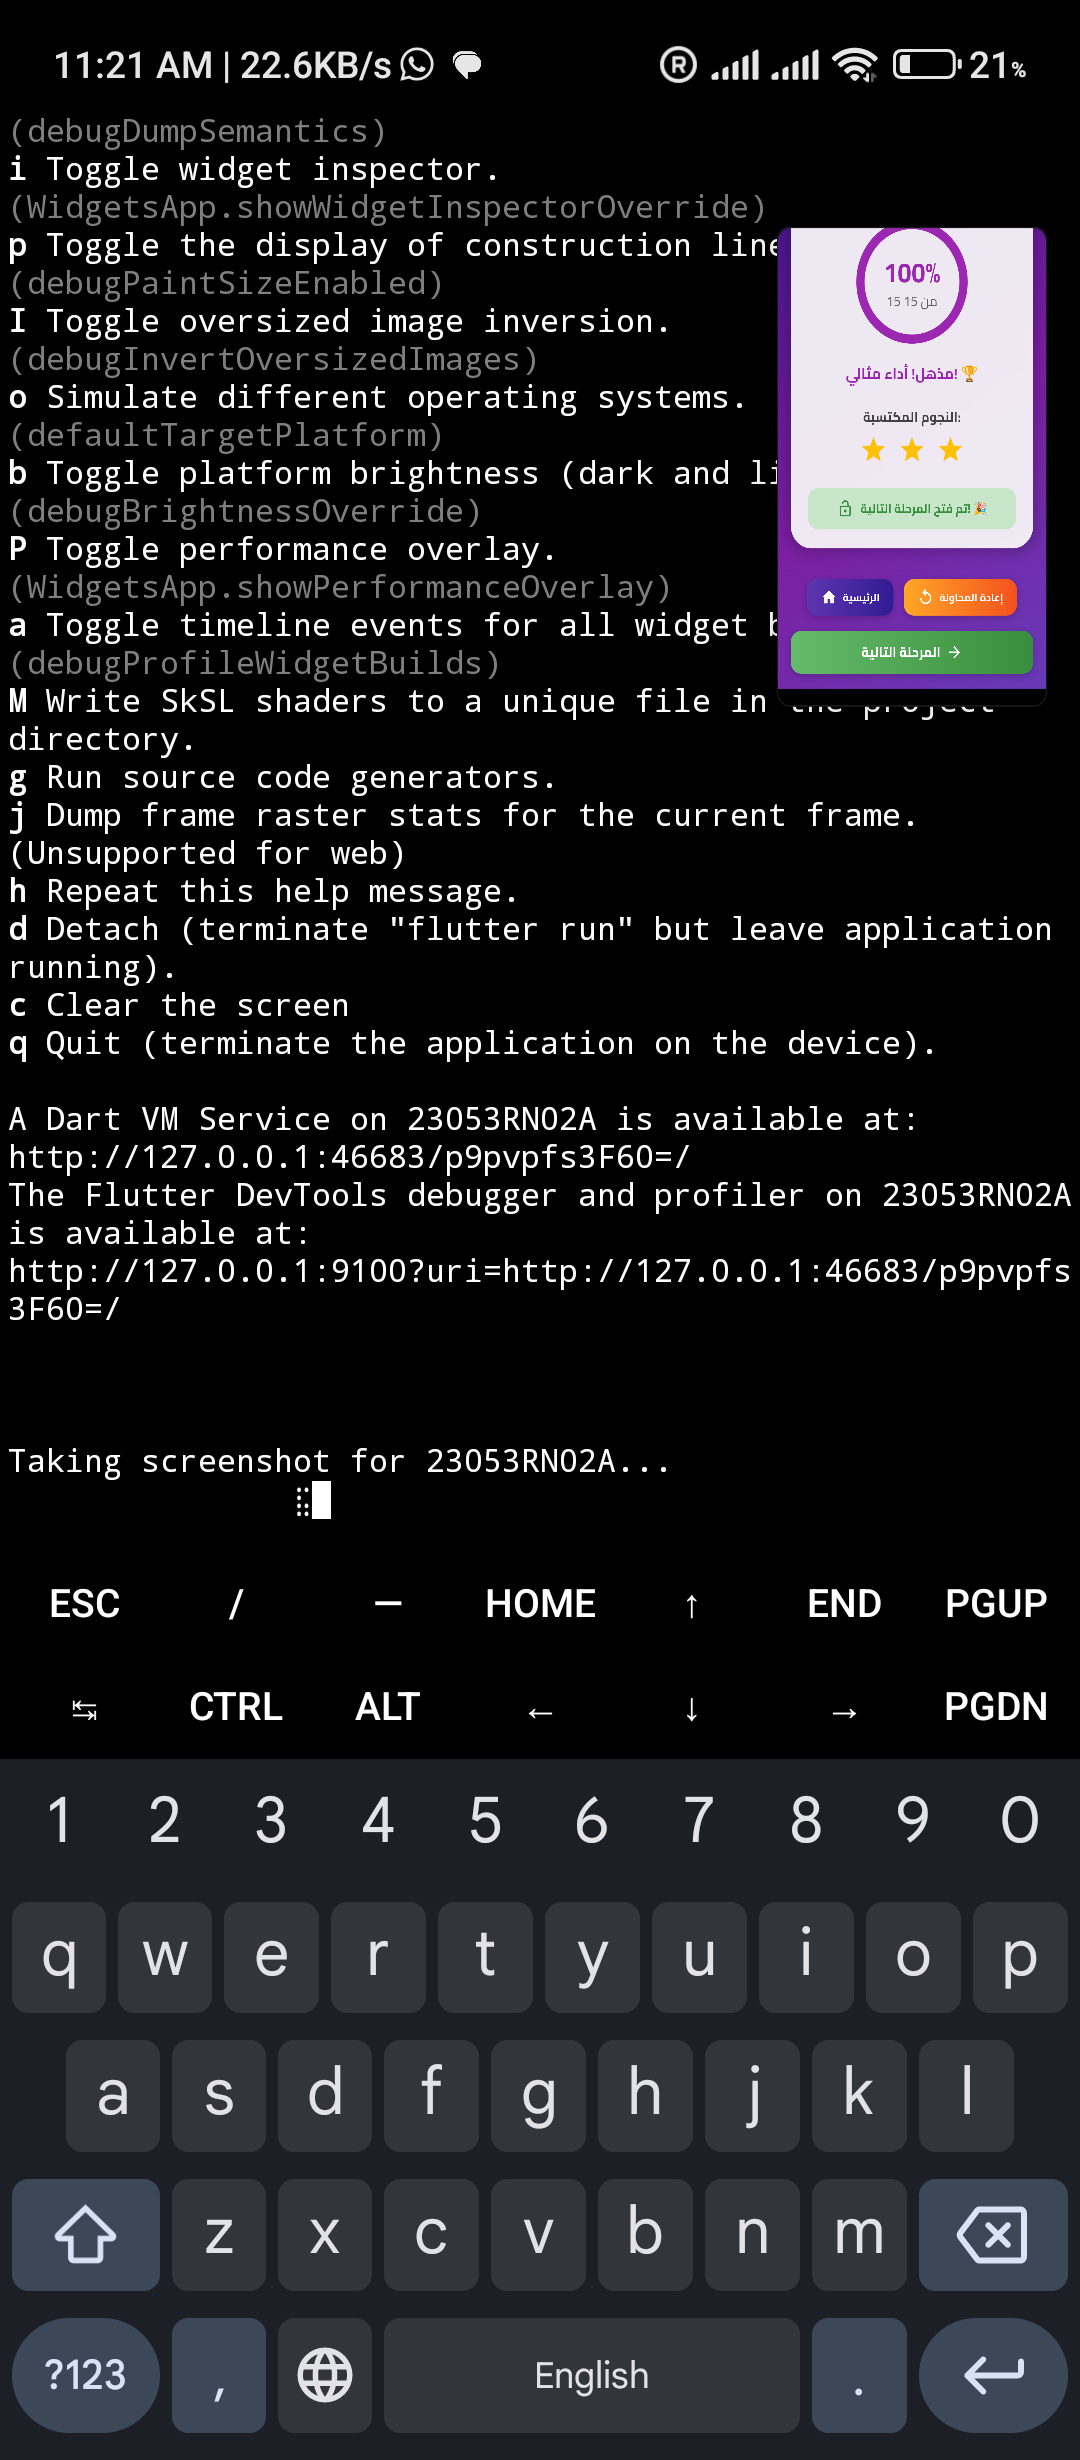 11:21 AM | 22.6KB/s
R
21%
(debugDumpSemantics)
i Toggle widget inspector.
(WidgetsApp.showWidgetInspectorOverride)
p Toggle the display of construction line
(debugPaintSizeEnabled)
I Toggle oversized image inversion.
(debugInvertOversizedImages)
o Simulate different operating systems.
(defaultTargetPlatform)
b Toggle platform brightness (dark and li
(debugBrightnessOverride)
P Toggle performance overlay.
(WidgetsApp.showPerformanceOverlay)
a Toggle timeline events for all widget b
(debugProfileWidgetBuilds)
M Write SkSL shaders to a unique file in the project
directory.
g Run source code generators.
j Dump frame raster stats for the current frame.
(Unsupported for web)
h Repeat this help message.
d Detach (terminate "flutter run" but leave application
running).
c Clear the screen
q Quit (terminate the application on the device).
100%
15 من 15
🏆 !مذهل! أداء مثالي
:النجوم المكتسبة
🎉 !تم فتح المرحلة التالية
الرئيسية
إعادة المحاولة
المرحلة التالية →
A Dart VM Service on 23053RN02A is available at:
http://127.0.0.1:46683/p9pvpfs3F60=/
The Flutter DevTools debugger and profiler on 23053RN02A
is available at:
http://127.0.0.1:9100?uri=http://127.0.0.1:46683/p9pvpfs
3F60=/
Taking screenshot for 23053RN02A...
ESC / — HOME ↑ END PGUP
↹ CTRL ALT ← ↓ → PGDN
1 2 3 4 5 6 7 8 9 0
q w e r t y u i o p
a s d f g h j k l
z x c v b n m
?123 , English .